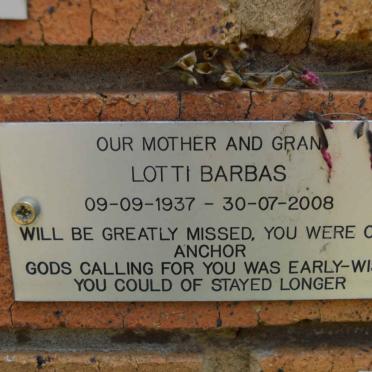 OUR MOTHER AND GRAN
LOTTI BARBAS
09-09-1937 - 30-07-2008
WILL BE GREATLY MISSED, YOU WERE
ANCHOR
GODS CALLING FOR YOU WAS EARLY-
YOU COULD OF STAYED LONGER